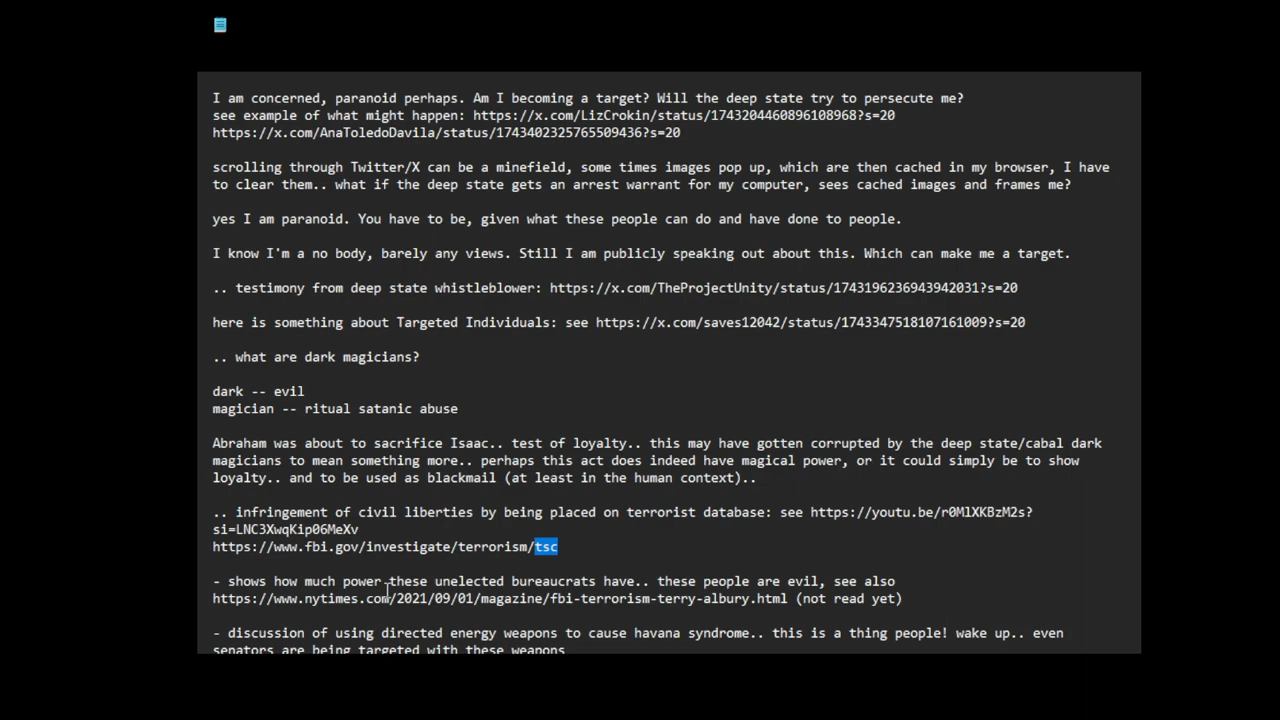 I am concerned, paranoid perhaps. Am I becoming a target? Will the deep state try to persecute me?
see example of what might happen: https://x.com/LizCrokin/status/1743204460896108968?s=20
https://x.com/AnaToledoDavila/status/1743402325765509436?s=20
scrolling through Twitter/X can be a minefield, some times images pop up, which are then cached in my browser, I have
to clear them.. what if the deep state gets an arrest warrant for my computer, sees cached images and frames me?
yes I am paranoid. You have to be, given what these people can do and have done to people.
I know I'm a no body, barely any views. Still I am publicly speaking out about this. Which can make me a target.
.. testimony from deep state whistleblower: https://x.com/TheProjectUnity/status/1743196236943942031?s=20
here is something about Targeted Individuals: see https://x.com/saves12042/status/1743347518107161009?s=20
.. what are dark magicians?
dark -- evil
magician -- ritual satanic abuse
Abraham was about to sacrifice Isaac.. test of loyalty.. this may have gotten corrupted by the deep state/cabal dark
magicians to mean something more.. perhaps this act does indeed have magical power, or it could simply be to show
loyalty.. and to be used as blackmail (at least in the human context)..
.. infringement of civil liberties by being placed on terrorist database: see https://youtu.be/r0MlXKBzM2s?
si=LNC3XwqKip06MeXv
https://www.fbi.gov/investigate/terrorism/tsc
- shows how much power these unelected bureaucrats have.. these people are evil, see also
https://www.nytimes.com/2021/09/01/magazine/fbi-terrorism-terry-albury.html (not read yet)
- discussion of using directed energy weapons to cause havana syndrome.. this is a thing people! wake up.. even
senators are being targeted with these weapons